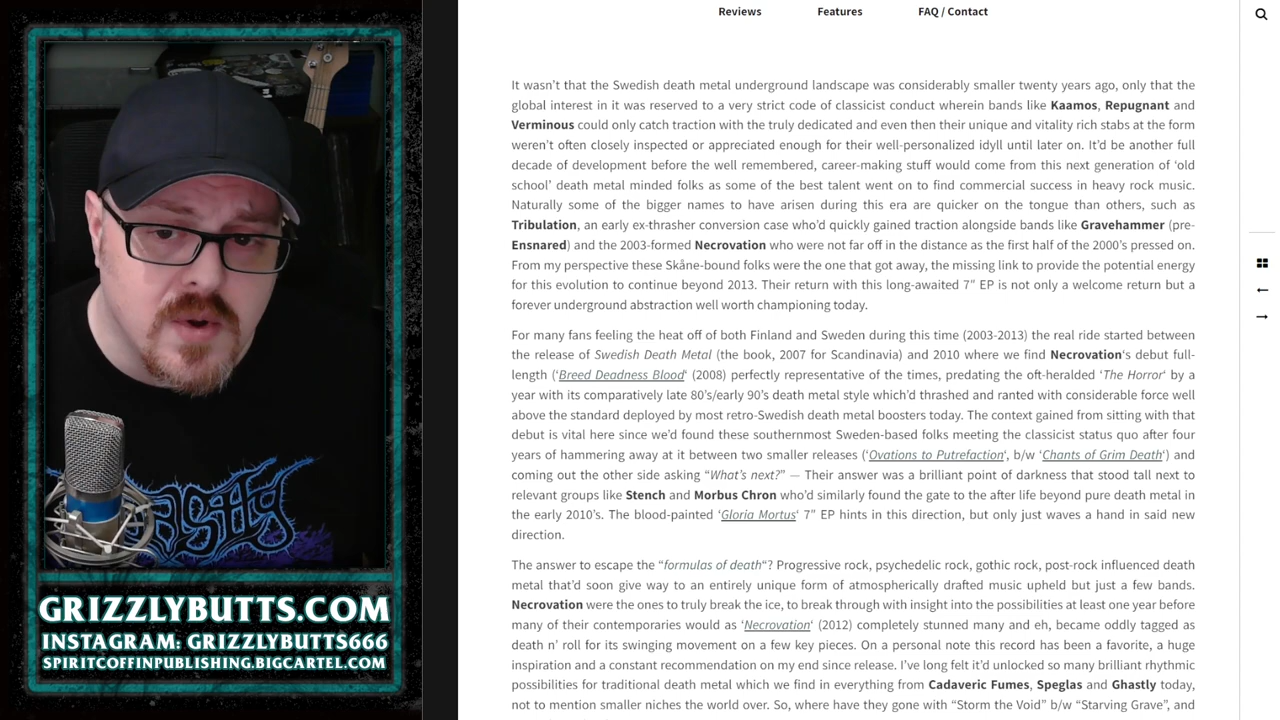 Reviews Features FAQ / Contact
It wasn’t that the Swedish death metal underground landscape was considerably smaller twenty years ago, only that the
global interest in it was reserved to a very strict code of classicist conduct wherein bands like Kaamos, Repugnant and
Verminous could only catch traction with the truly dedicated and even then their unique and vitality rich stabs at the form
weren’t often closely inspected or appreciated enough for their well-personalized idyll until later on. It’d be another full
decade of development before the well remembered, career-making stuff would come from this next generation of ‘old
school’ death metal minded folks as some of the best talent went on to find commercial success in heavy rock music.
Naturally some of the bigger names to have arisen during this era are quicker on the tongue than others, such as
Tribulation, an early ex-thrasher conversion case who’d quickly gained traction alongside bands like Gravehammer (pre-
Ensnared) and the 2003-formed Necrovation who were not far off in the distance as the first half of the 2000’s pressed on.
From my perspective these Skåne-bound folks were the one that got away, the missing link to provide the potential energy
for this evolution to continue beyond 2013. Their return with this long-awaited 7″ EP is not only a welcome return but a
forever underground abstraction well worth championing today.
For many fans feeling the heat off of both Finland and Sweden during this time (2003-2013) the real ride started between
the release of Swedish Death Metal (the book, 2007 for Scandinavia) and 2010 where we find Necrovation‘s debut full-
length (‘Breed Deadness Blood‘ (2008) perfectly representative of the times, predating the oft-heralded ‘The Horror‘ by a
year with its comparatively late 80’s/early 90’s death metal style which’d thrashed and ranted with considerable force well
above the standard deployed by most retro-Swedish death metal boosters today. The context gained from sitting with that
debut is vital here since we’d found these southernmost Sweden-based folks meeting the classicist status quo after four
years of hammering away at it between two smaller releases (‘Ovations to Putrefaction‘, b/w ‘Chants of Grim Death‘) and
coming out the other side asking “What’s next?” — Their answer was a brilliant point of darkness that stood tall next to
relevant groups like Stench and Morbus Chron who’d similarly found the gate to the after life beyond pure death metal in
the early 2010’s. The blood-painted ‘Gloria Mortus‘ 7″ EP hints in this direction, but only just waves a hand in said new
direction.
The answer to escape the “formulas of death“? Progressive rock, psychedelic rock, gothic rock, post-rock influenced death
metal that’d soon give way to an entirely unique form of atmospherically drafted music upheld but just a few bands.
Necrovation were the ones to truly break the ice, to break through with insight into the possibilities at least one year before
many of their contemporaries would as ‘Necrovation‘ (2012) completely stunned many and eh, became oddly tagged as
death n’ roll for its swinging movement on a few key pieces. On a personal note this record has been a favorite, a huge
inspiration and a constant recommendation on my end since release. I’ve long felt it’d unlocked so many brilliant rhythmic
possibilities for traditional death metal which we find in everything from Cadaveric Fumes, Speglas and Ghastly today,
not to mention smaller niches the world over. So, where have they gone with “Storm the Void” b/w “Starving Grave”, and
Ghastly
GRIZZLYBUTTS.COM
INSTAGRAM: GRIZZLYBUTTS666
SPIRITCOFFINPUBLISHING.BIGCARTEL.COM